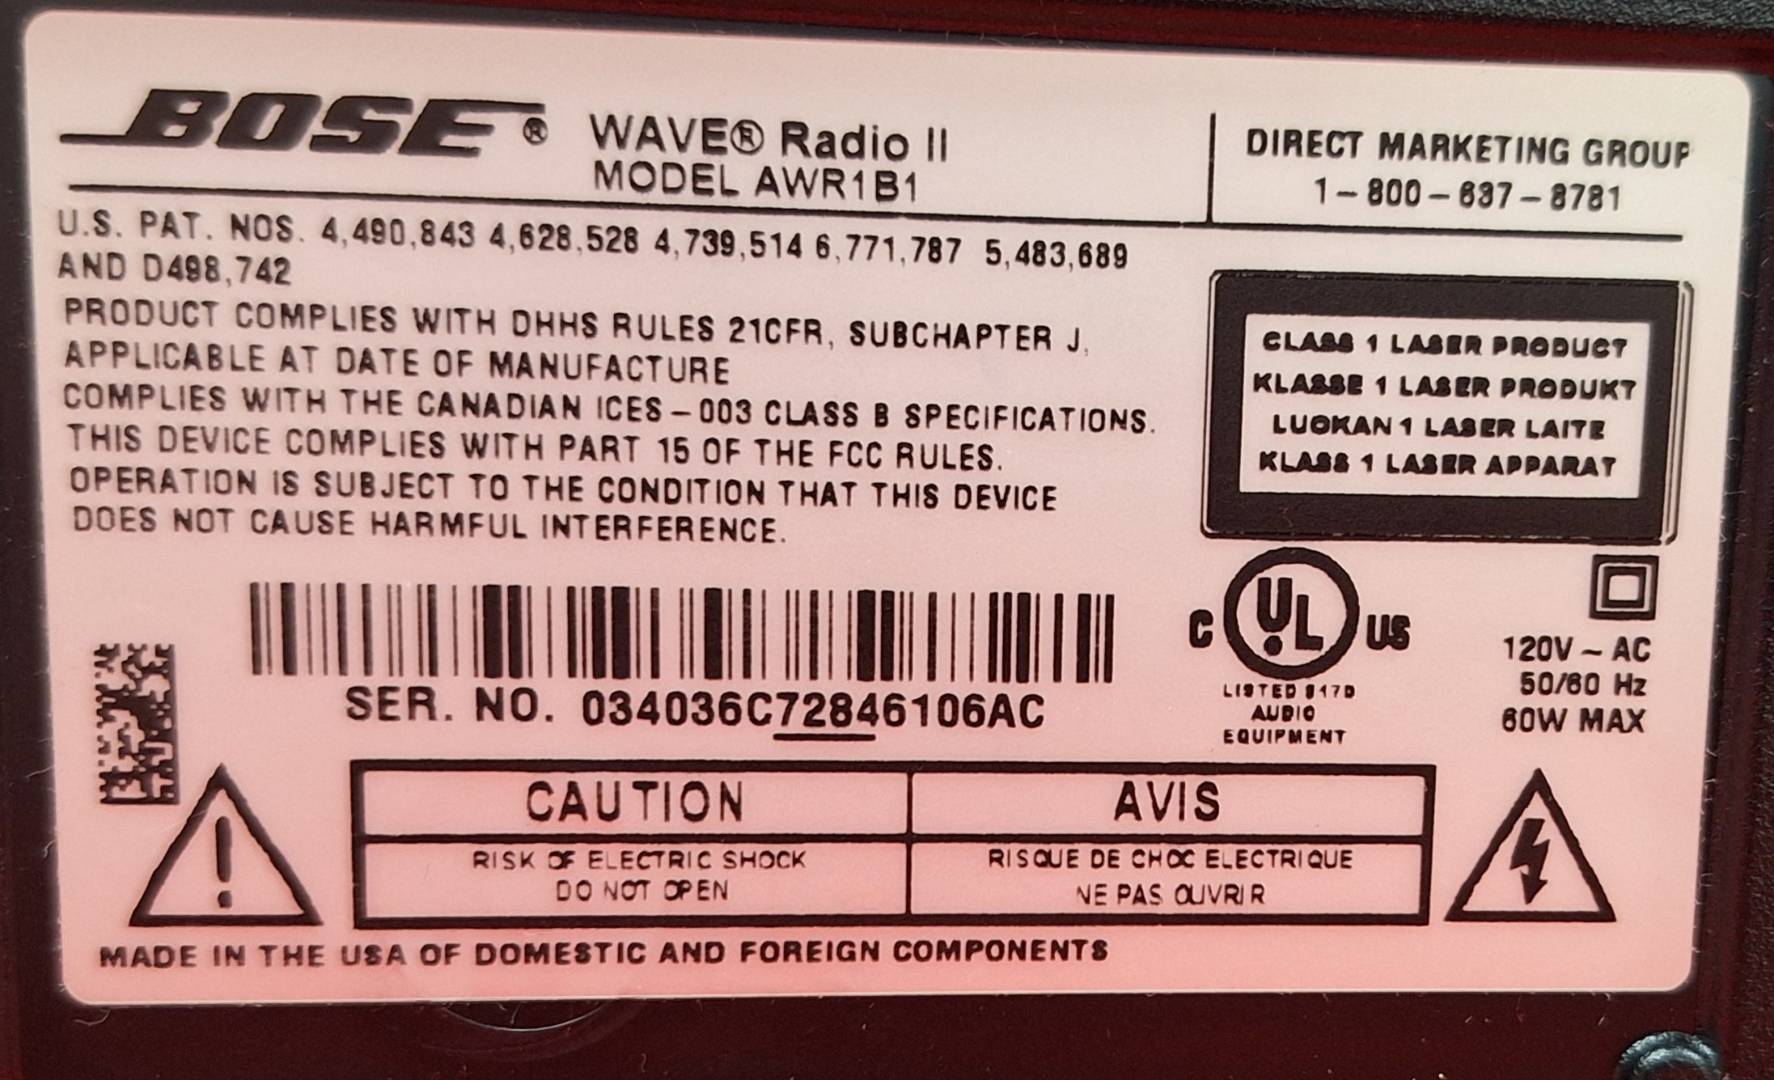 BOSE® WAVE® Radio II
MODEL AWR1B1
DIRECT MARKETING GROUP
1-800-637-8781
U.S. PAT. NOS. 4,490,843 4,628,528 4,739,514 6,771,787 5,483,689
AND D498,742
PRODUCT COMPLIES WITH DHHS RULES 21CFR, SUBCHAPTER J,
APPLICABLE AT DATE OF MANUFACTURE
COMPLIES WITH THE CANADIAN ICES-003 CLASS B SPECIFICATIONS.
THIS DEVICE COMPLIES WITH PART 15 OF THE FCC RULES.
OPERATION IS SUBJECT TO THE CONDITION THAT THIS DEVICE
DOES NOT CAUSE HARMFUL INTERFERENCE.
CLASS 1 LASER PRODUCT
KLASSE 1 LASER PRODUKT
LUOKAN 1 LASER LAITE
KLASS 1 LASER APPARAT
C UL US
LISTED 917D
AUDIO
EQUIPMENT
120V ~ AC
50/60 Hz
60W MAX
SER. NO. 034036C72846106AC
CAUTION
RISK OF ELECTRIC SHOCK
DO NOT OPEN
AVIS
RISQUE DE CHOC ELECTRIQUE
NE PAS OUVRIR
MADE IN THE USA OF DOMESTIC AND FOREIGN COMPONENTS